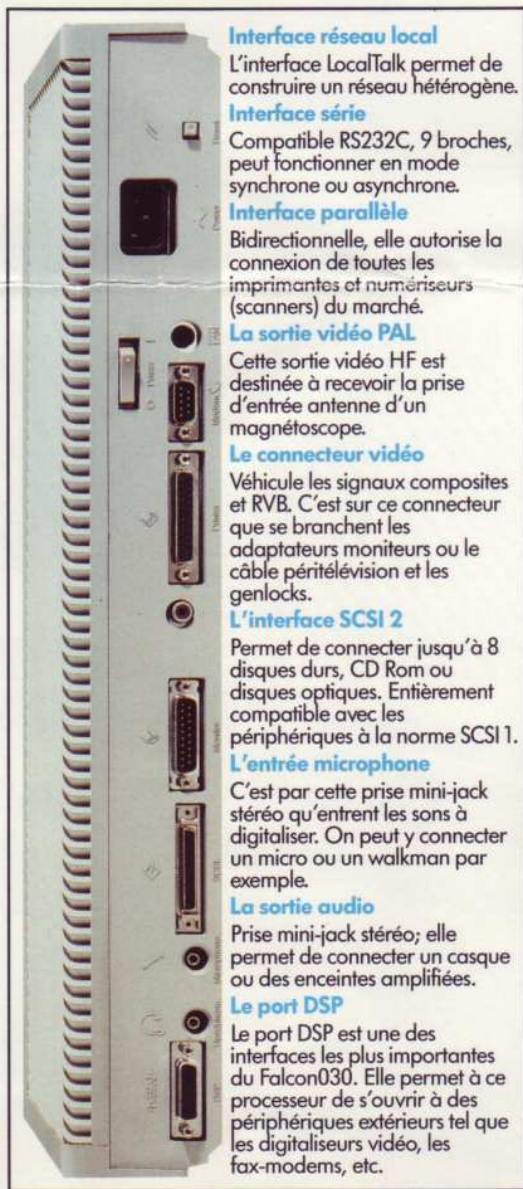 Interface réseau local
L'interface LocalTalk permet de
construire un réseau hétérogène.
Interface série
Compatible RS232C, 9 broches,
peut fonctionner en mode
synchrone ou asynchrone.
Interface parallèle
Bidirectionnelle, elle autorise la
connexion de toutes les
imprimantes et numériseurs
(scanners) du marché.
La sortie vidéo PAL
Cette sortie vidéo HF est
destinée à recevoir la prise
d'entrée antenne d'un
magnétoscope.
Le connecteur vidéo
Véhicule les signaux composites
et RVB. C'est sur ce connecteur
que se branchent les
adaptateurs moniteurs ou le
câble péritélévision et les
genlocks.
L'interface SCSI 2
Permet de connecter jusqu'à 8
disques durs, CD Rom ou
disques optiques. Entièrement
compatible avec les
périphériques à la norme SCSI 1.
L'entrée microphone
C'est par cette prise mini-jack
stéréo qu'entrent les sons à
digitaliser. On peut y connecter
un micro ou un walkman par
exemple.
La sortie audio
Prise mini-jack stéréo; elle
permet de connecter un casque
ou des enceintes amplifiées.
Le port DSP
Le port DSP est une des
interfaces les plus importantes
du Falcon030. Elle permet à ce
processeur de s'ouvrir à des
périphériques extérieurs tel que
les digitaliseurs vidéo, les
fax-modems, etc.